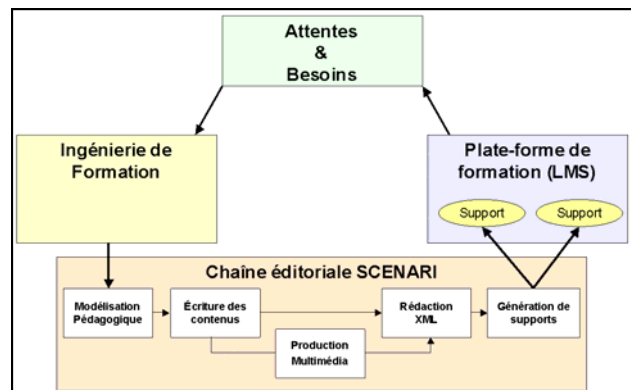 Attentes
&
Besoins
Ingénierie de
Formation
Plate-forme de
formation (LMS)
Support
Support
Chaîne éditoriale SCENARI
Modélisation
Pédagogique
Écriture des
contenus
Production
Multimédia
Rédaction
XML
Génération de
supports